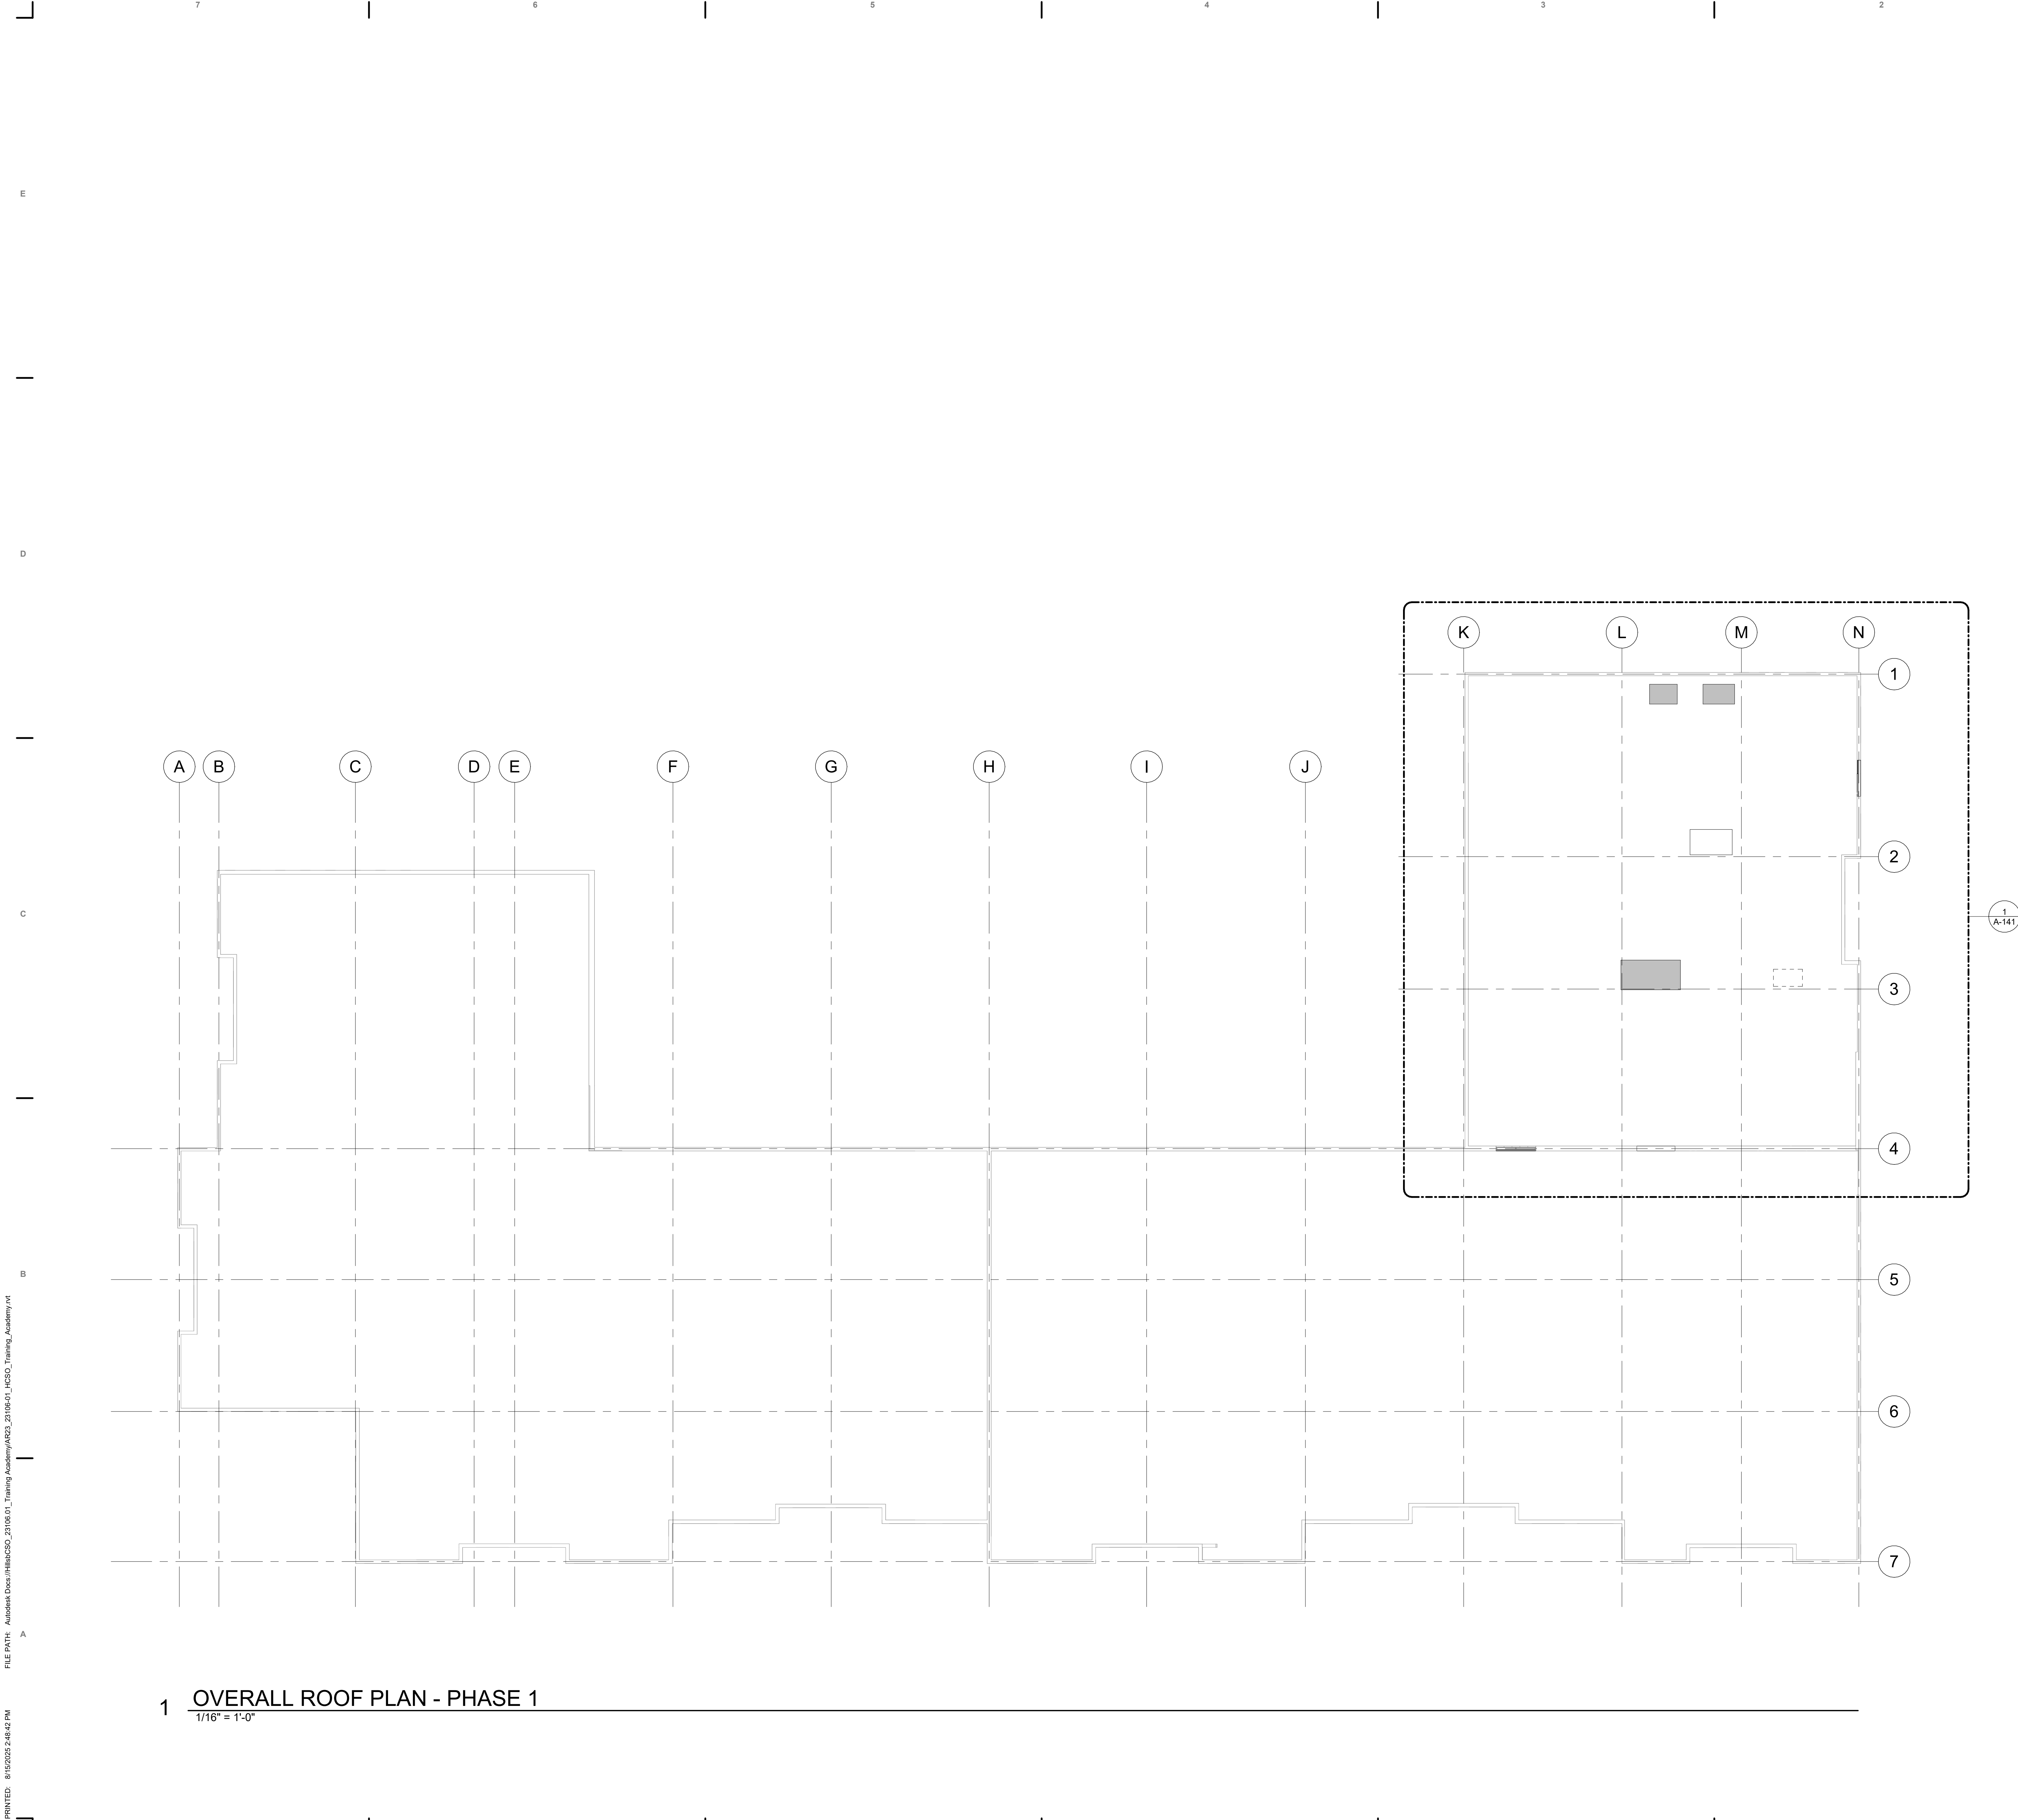 7 6 5 4 3 2
E
D
K L M N
1
A B C D E F G H I J
2
C
1
A-141
3
4
B
5
6
7
A
FILE PATH: Autodesk Docs://HillsbCSO_23106.01_Training Academy/AR23_23106-01_HCSO_Training_Academy.rvt
PRINTED: 8/15/2025 2:48:42 PM
1 OVERALL ROOF PLAN - PHASE 1
1/16" = 1'-0"